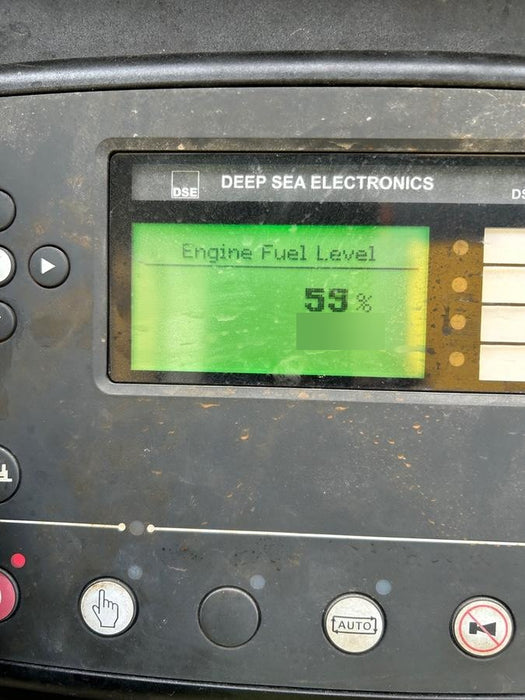 DSE DEEP SEA ELECTRONICS
Engine Fuel Level
59 %
AUTO